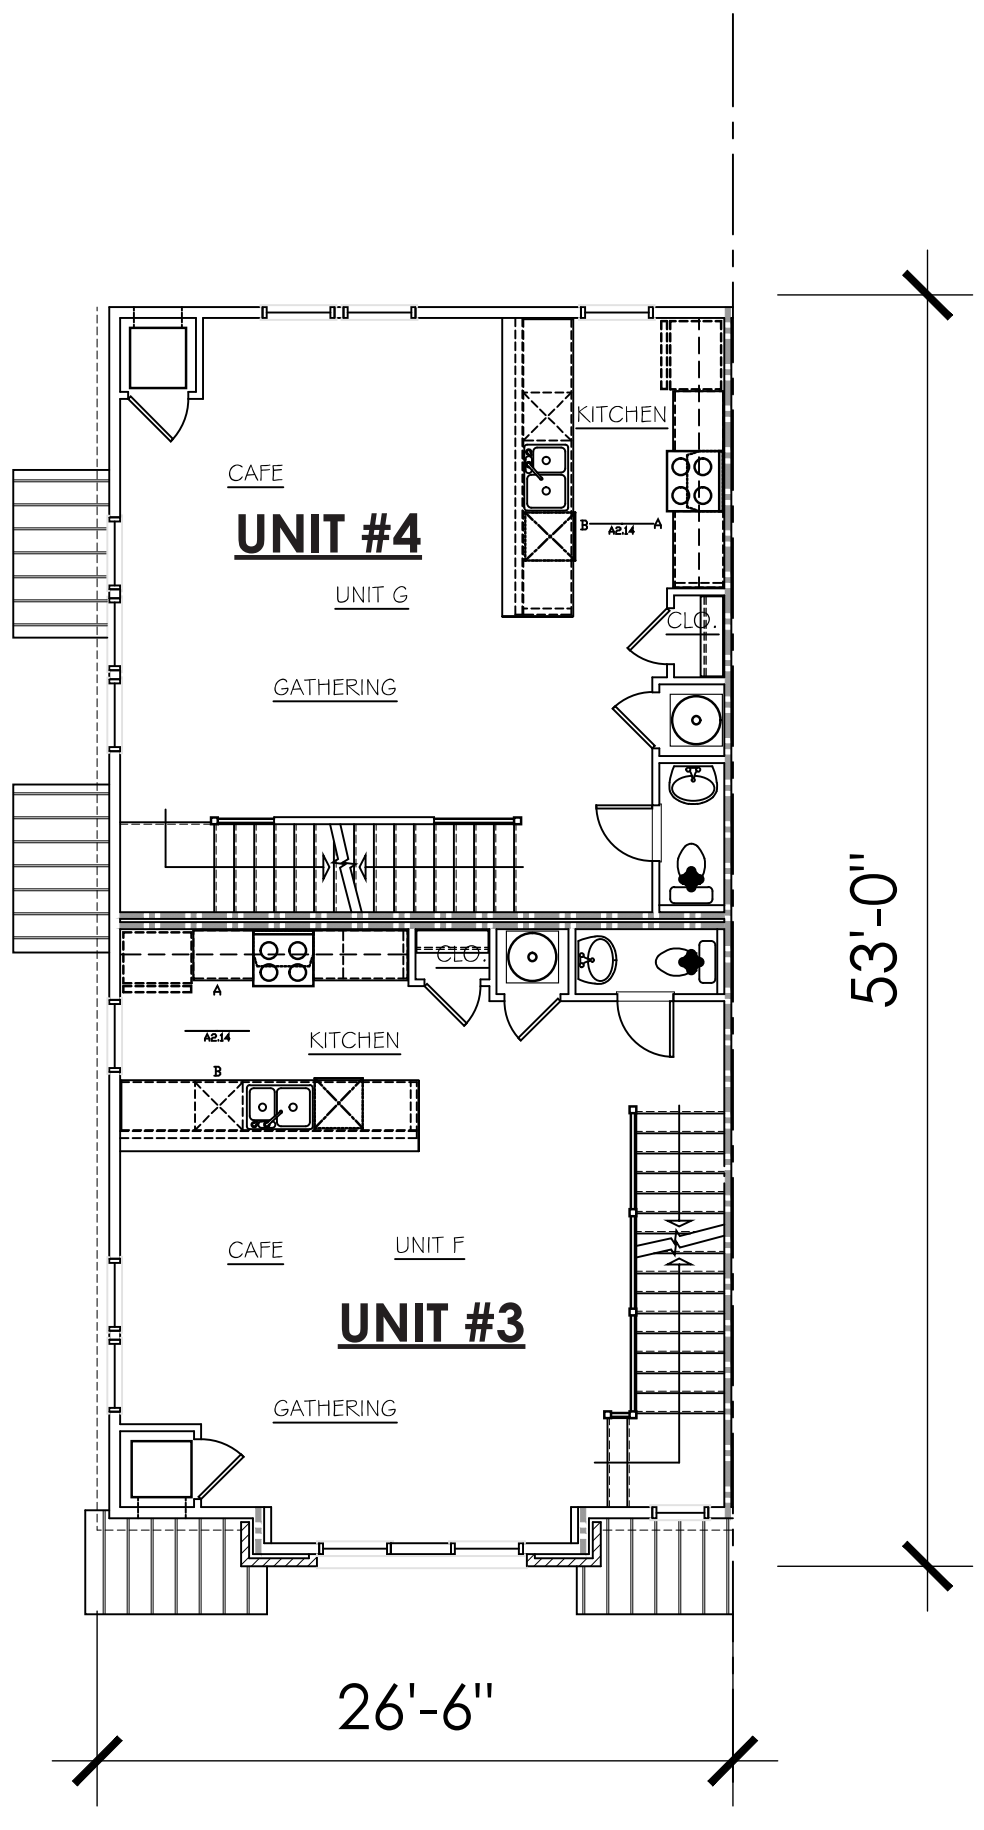 KITCHEN
CAFE
UNIT #4
B A
A2.14
UNIT G
CLO.
GATHERING
53'-0"
CLO.
A
A2.14
KITCHEN
B
CAFE
UNIT F
UNIT #3
GATHERING
26'-6"